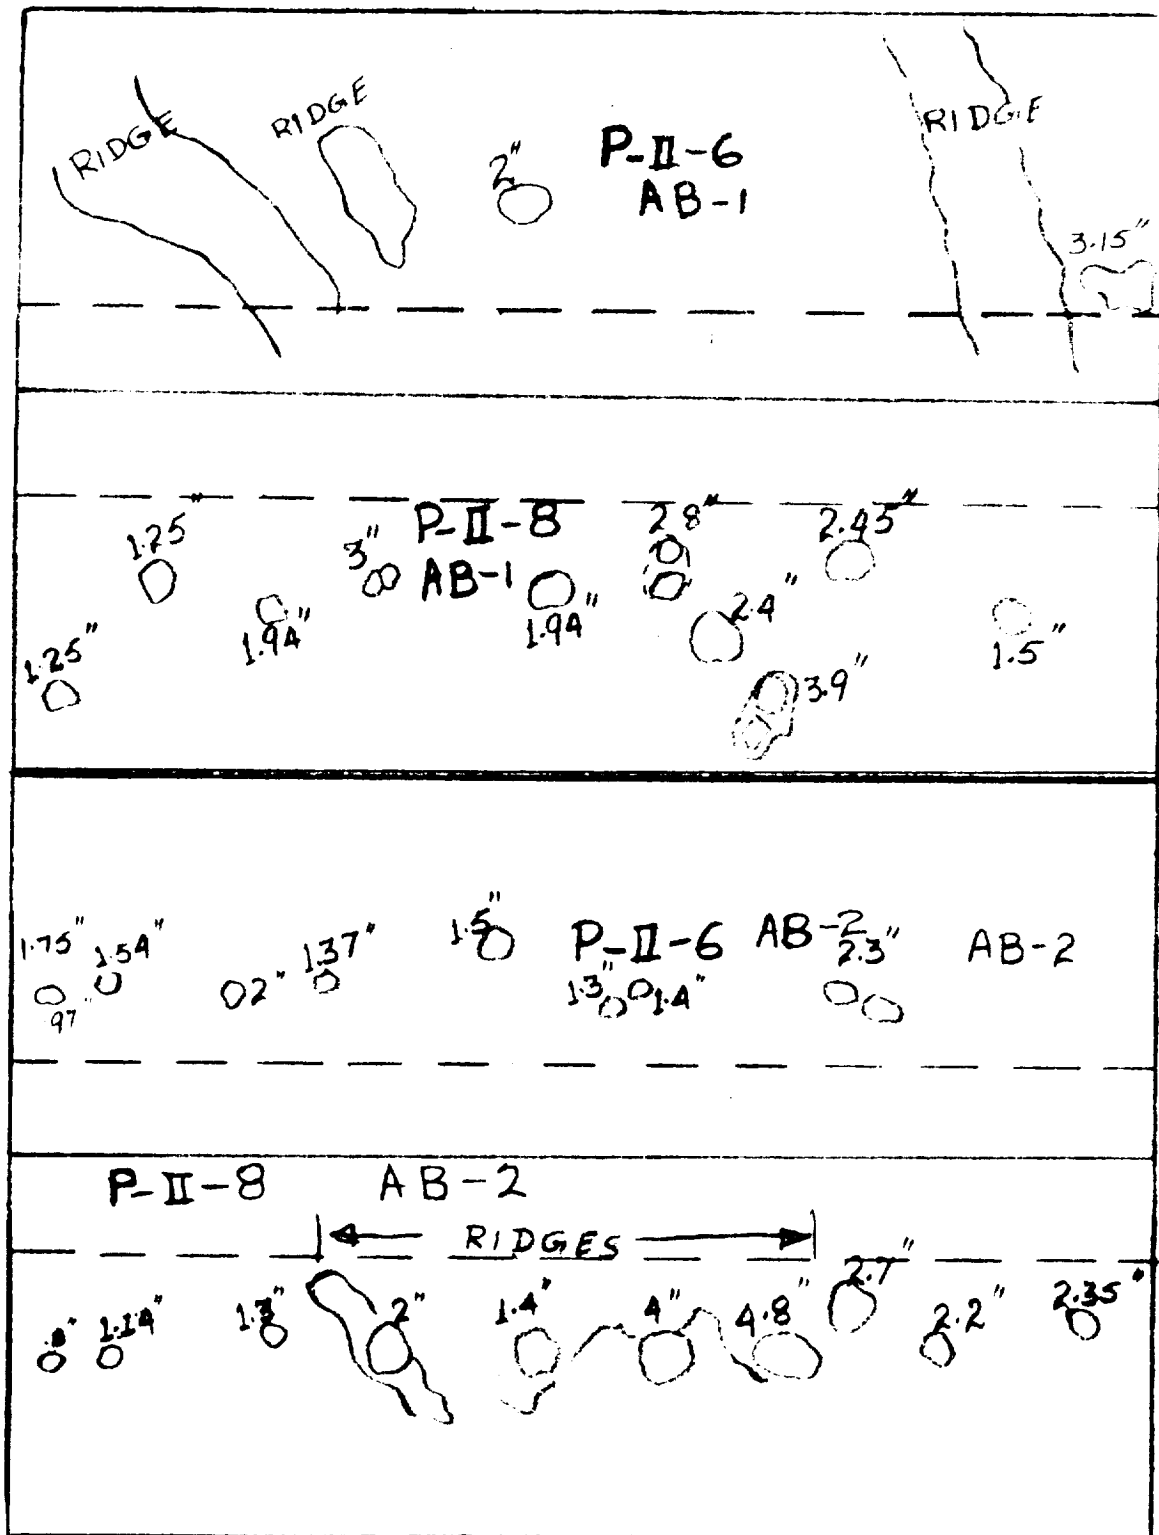 RIDGE
RIDGE
2"
P-II-6
AB-1
RIDGE
3.15"
1.25"
3"
P-II-8
AB-1
2.8"
2.45"
1.25"
1.94"
1.94"
2.4"
3.9"
1.5"
1.75"
1.54"
.97"
2"
1.37"
1.5"
P-II-6
AB-2
AB-2
1.3"
1.4"
2.3"
P-II-8 AB-2
RIDGES
1.14"
1.3"
2"
1.4"
4"
4.8"
2.7"
2.2"
2.35"